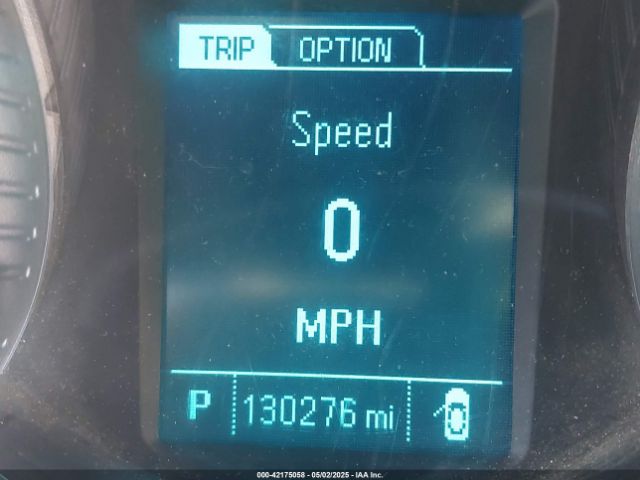 TRIP OPTION
Speed
0
MPH
P 130276 mi
000-42175058 - 05/02/2025 - IAA Inc.